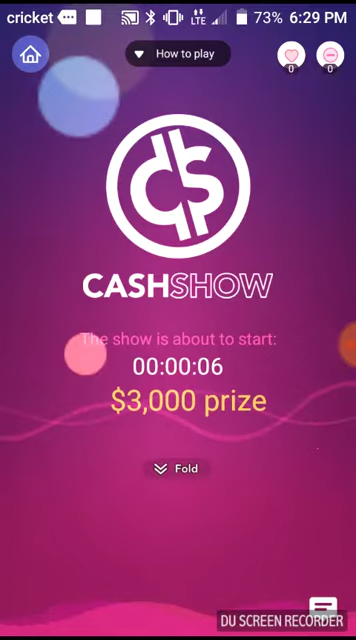 cricket LTE 73% 6:29 PM
How to play
0 0
CASHSHOW
The show is about to start:
00:00:06
$3,000 prize
Fold
DU SCREEN RECORDER